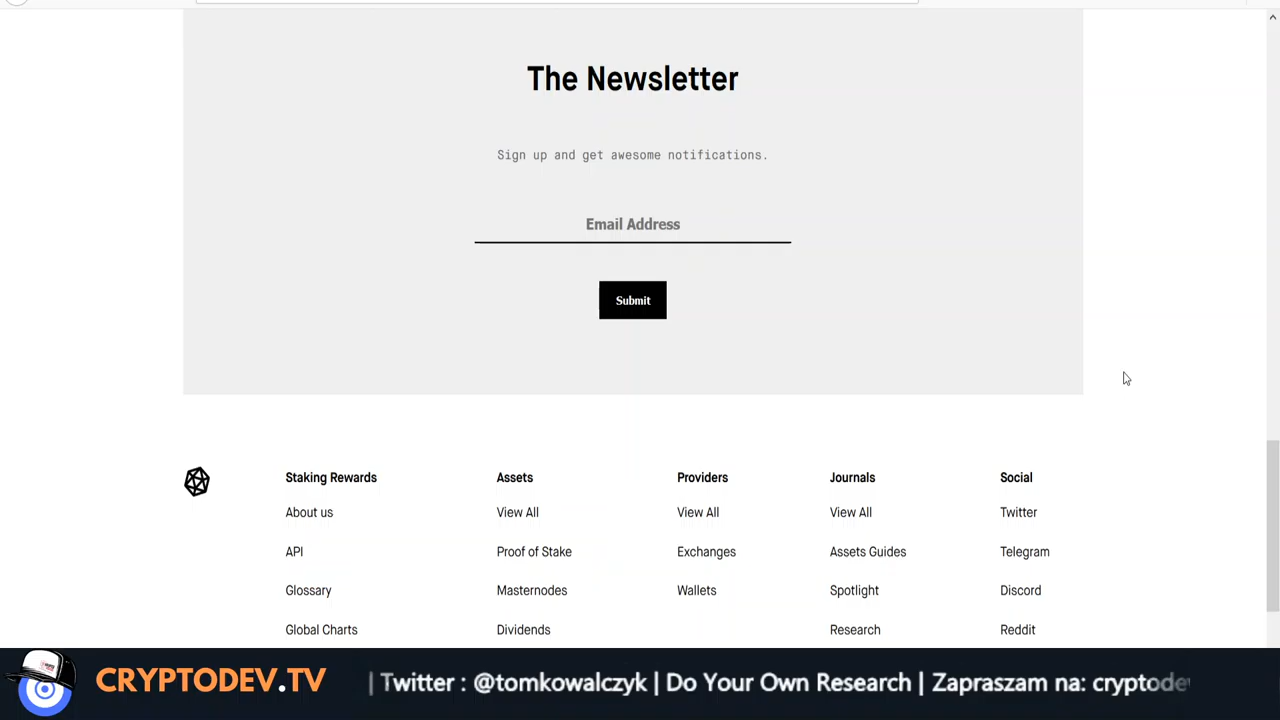 The Newsletter
Sign up and get awesome notifications.
Email Address
Submit
Staking Rewards
About us
API
Glossary
Global Charts
Assets
View All
Proof of Stake
Masternodes
Dividends
Providers
View All
Exchanges
Wallets
Journals
View All
Assets Guides
Spotlight
Research
Social
Twitter
Telegram
Discord
Reddit
CRYPTODEV.TV
| Twitter : @tomkowalczyk | Do Your Own Research | Zapraszam na: cryptode